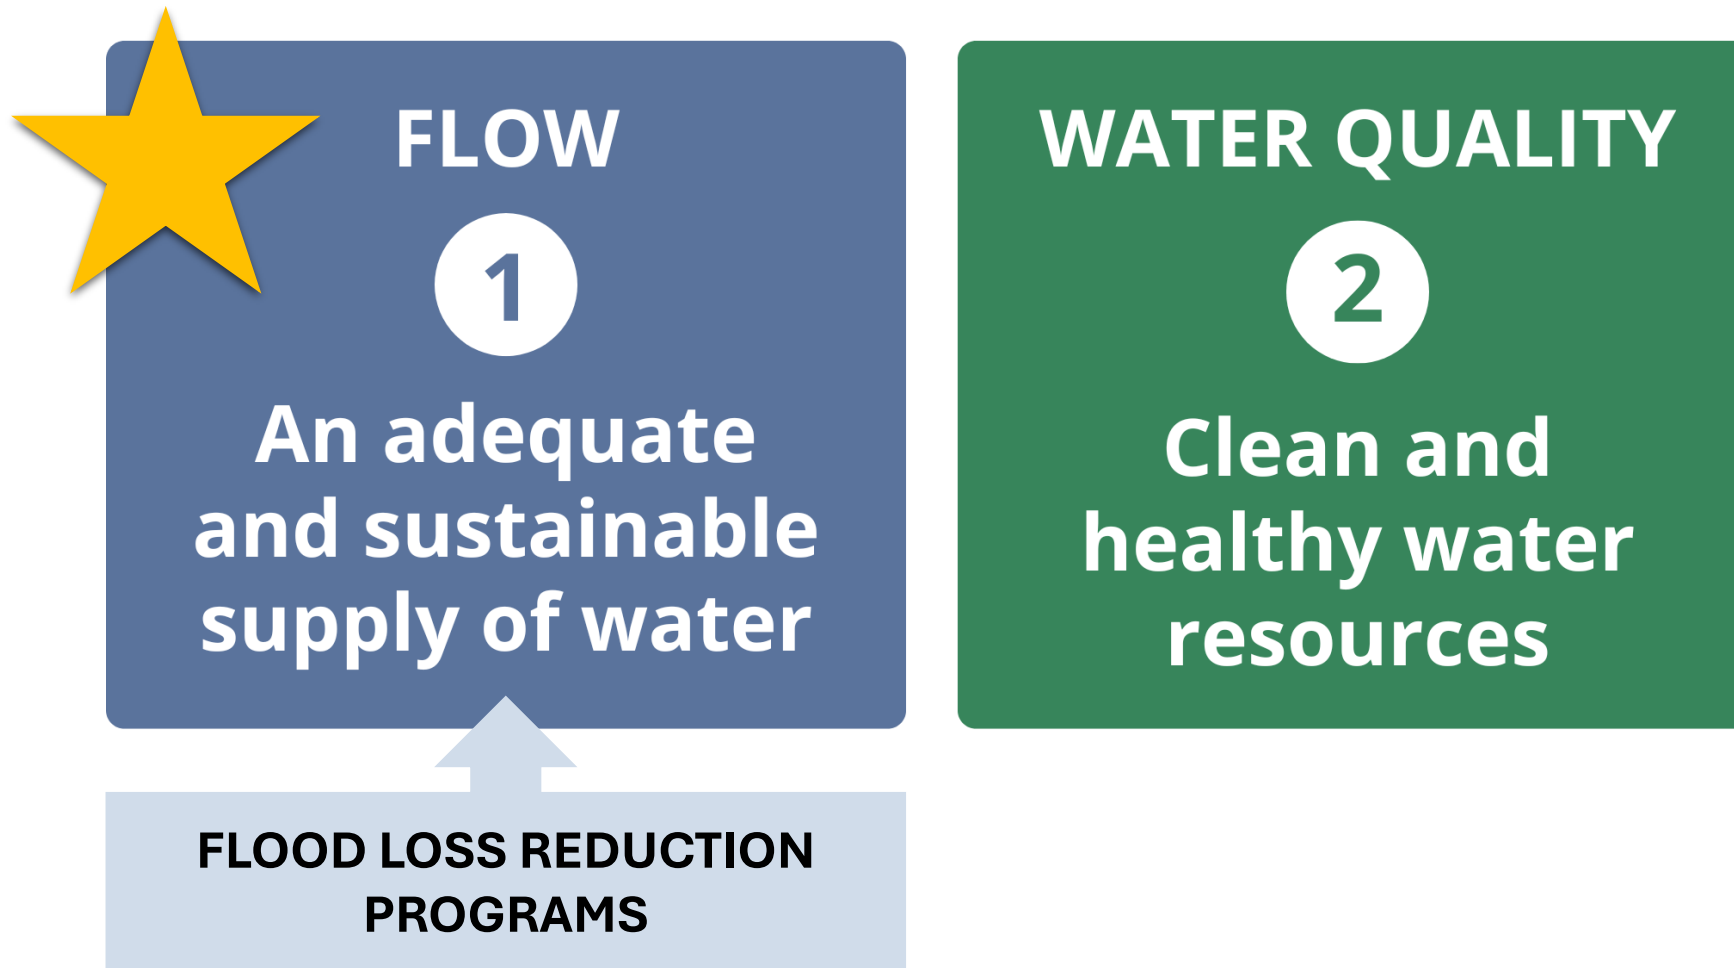 FLOW
1
An adequate
and sustainable
supply of water
FLOOD LOSS REDUCTION
PROGRAMS
WATER QUALITY
2
Clean and
healthy water
resources